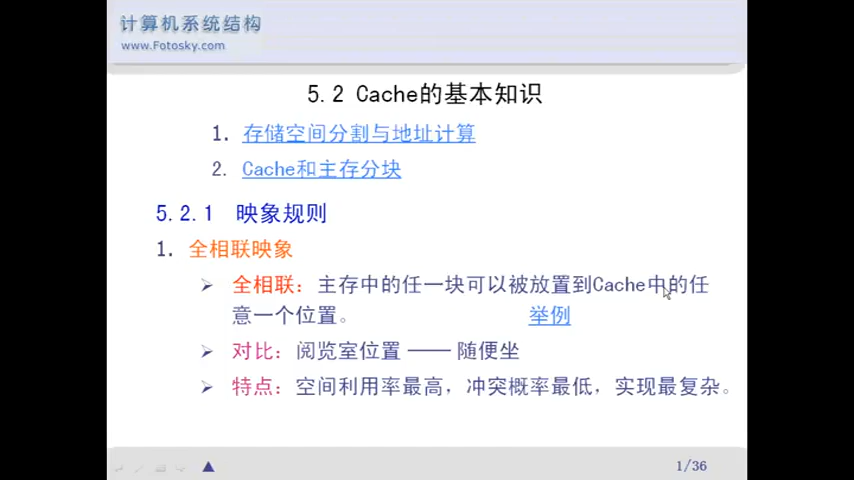 计算机系统结构
www.Fotosky.com
5.2 Cache的基本知识
1. 存储空间分割与地址计算
2. Cache和主存分块
5.2.1 映象规则
1. 全相联映象
➢ 全相联：主存中的任一块可以被放置到Cache中的任
意一个位置。 举例
➢ 对比：阅览室位置 —— 随便坐
➢ 特点：空间利用率最高，冲突概率最低，实现最复杂。
1/36